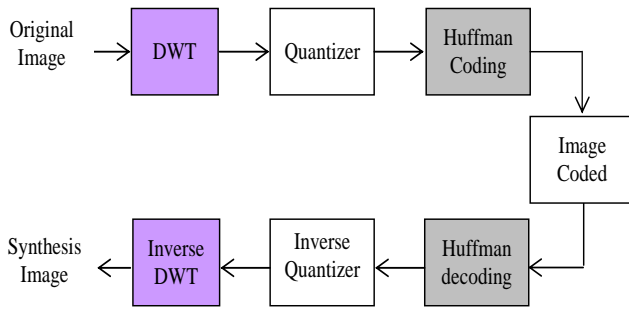 Original
Image
DWT
Quantizer
Huffman
Coding
Image
Coded
Synthesis
Image
Inverse
DWT
Inverse
Quantizer
Huffman
decoding